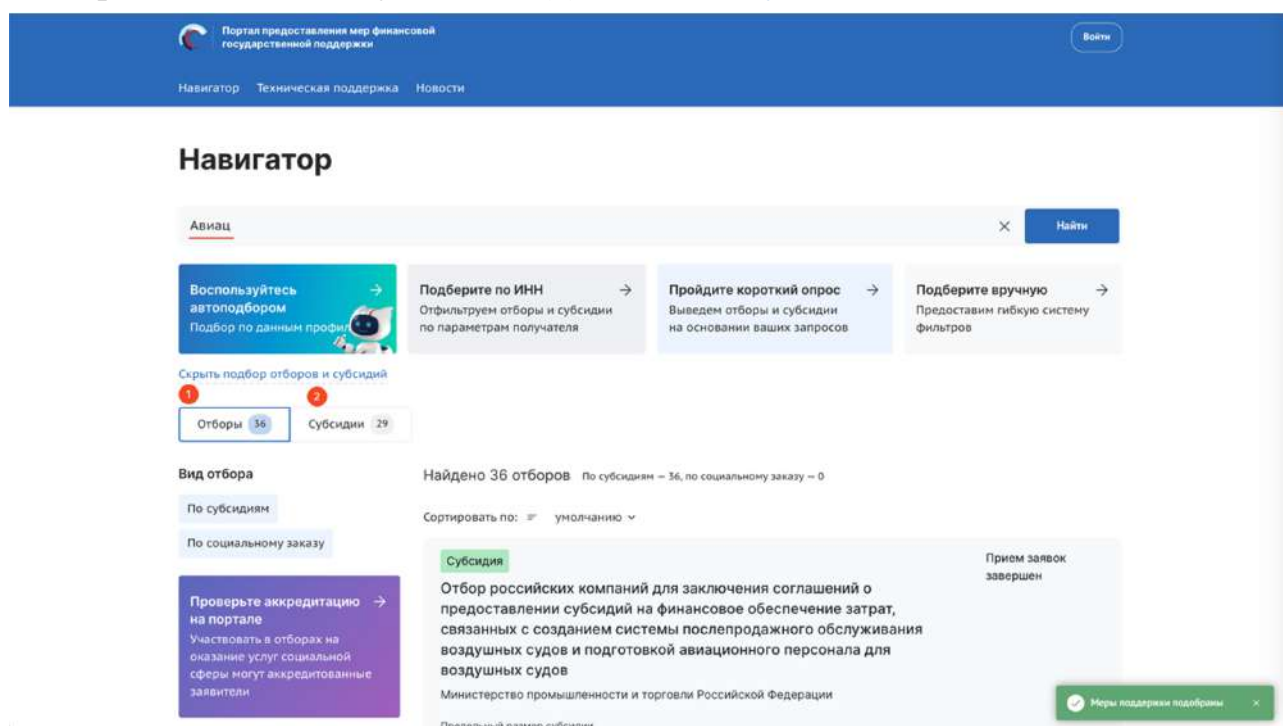 Портал предоставления мер финансовой
государственной поддержки
Войти
Навигатор Техническая поддержка Новости
Навигатор
Авиац
Найти
Воспользуйтесь
автоподбором
Подбор по данным профил
Подберите по ИНН
Отфильтруем отборы и субсидии
по параметрам получателя
Пройдите короткий опрос
Выведем отборы и субсидии
на основании ваших запросов
Подберите вручную
Предоставим гибкую систему
фильтров
Скрыть подбор отборов и субсидий
1 2
Отборы 36 Субсидии 29
Вид отбора
По субсидиям
По социальному заказу
Проверьте аккредитацию
на портале
Участвовать в отборах на
оказание услуг социальной
сферы могут аккредитованные
заявители
Найдено 36 отборов По субсидиям – 36, по социальному заказу – 0
Сортировать по: умолчанию
Субсидия
Прием заявок
завершен
Отбор российских компаний для заключения соглашений о
предоставлении субсидий на финансовое обеспечение затрат,
связанных с созданием системы послепродажного обслуживания
воздушных судов и подготовкой авиационного персонала для
воздушных судов
Министерство промышленности и торговли Российской Федерации
Предельный размер субсидии
Меры поддержки подобраны